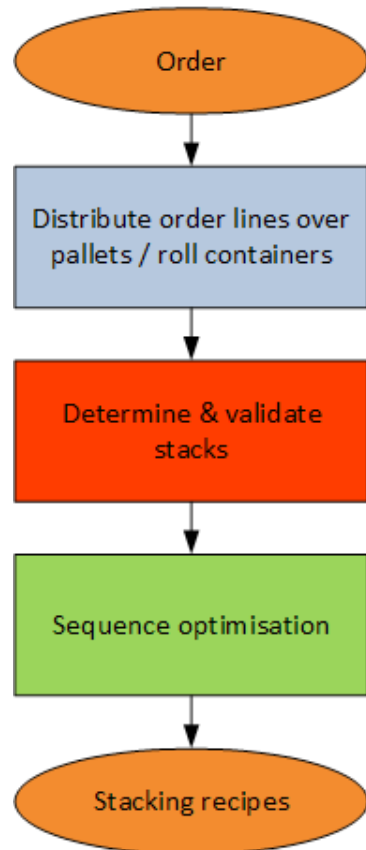 Order
Distribute order lines over
pallets / roll containers
Determine & validate
stacks
Sequence optimisation
Stacking recipes